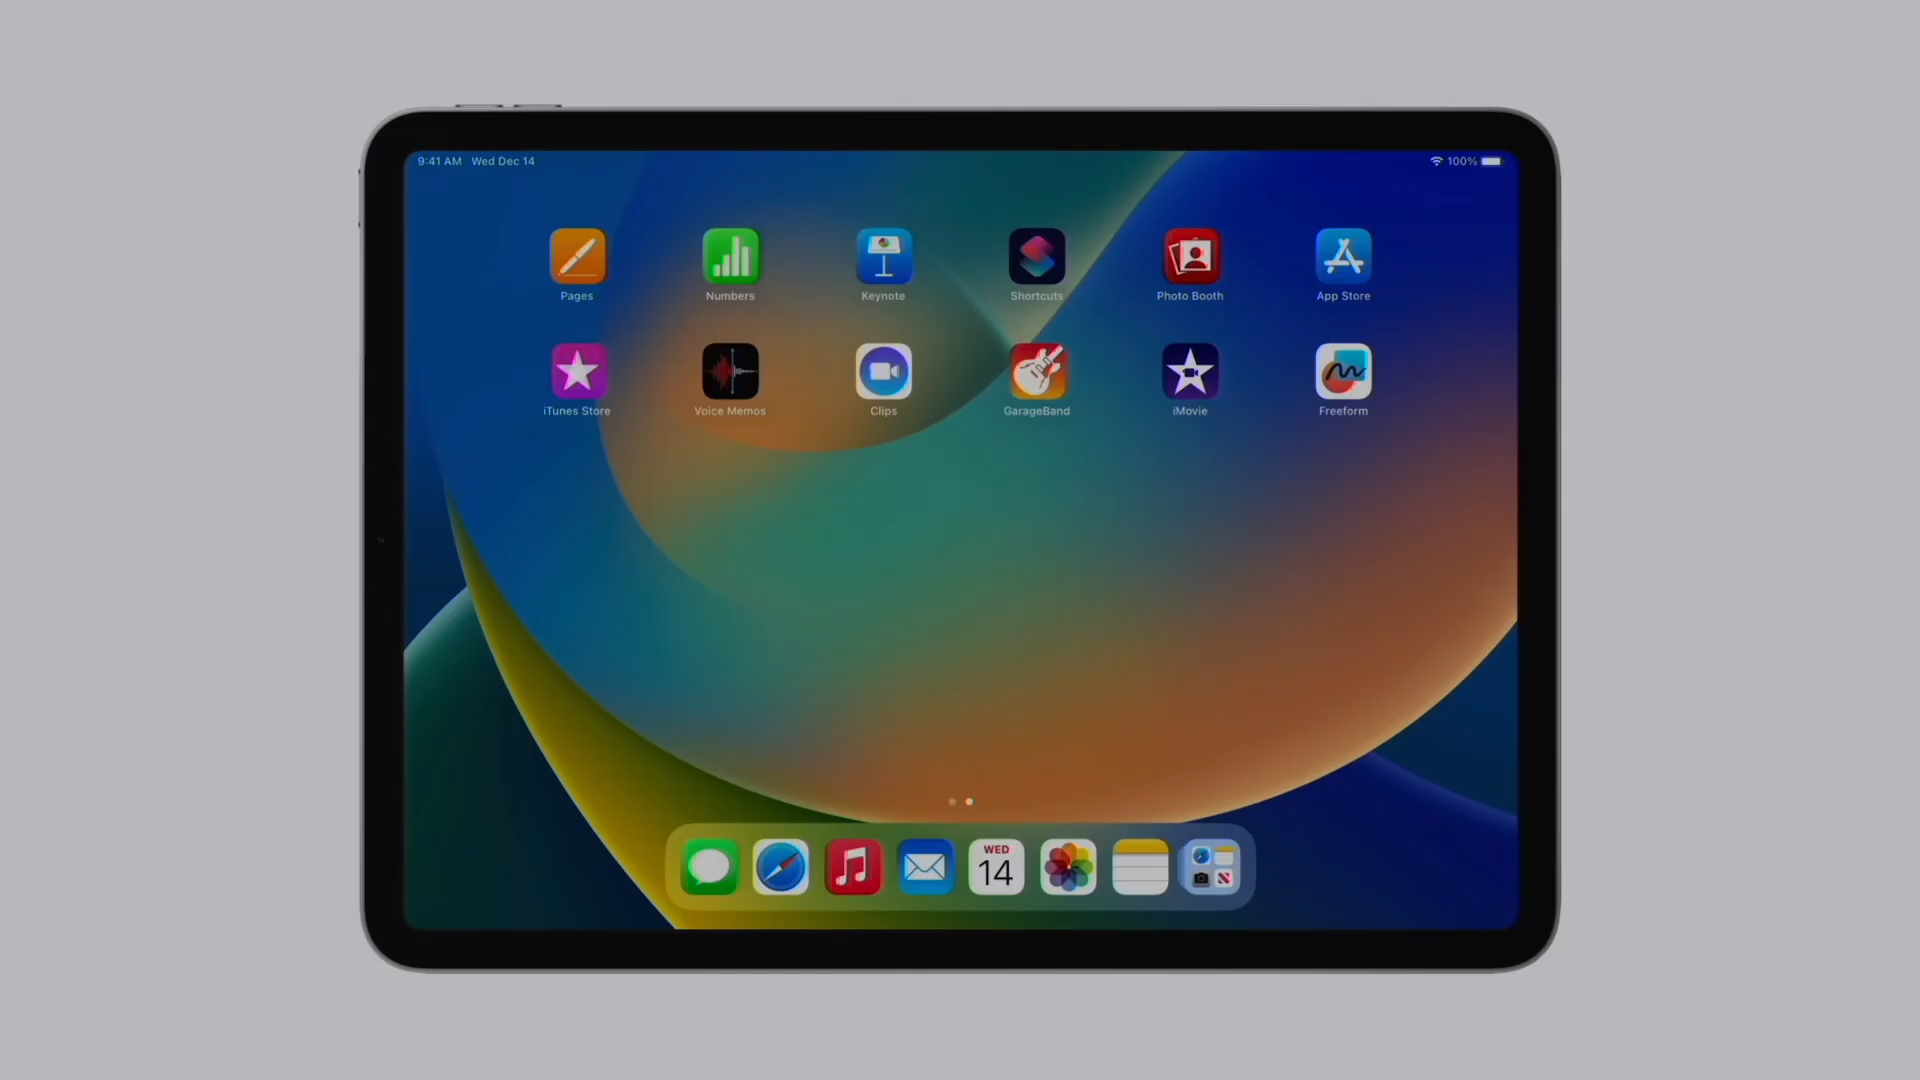 9:41 AM Wed Dec 14 100%
Pages Numbers Keynote Shortcuts Photo Booth App Store
iTunes Store Voice Memos Clips GarageBand iMovie Freeform
WED
14